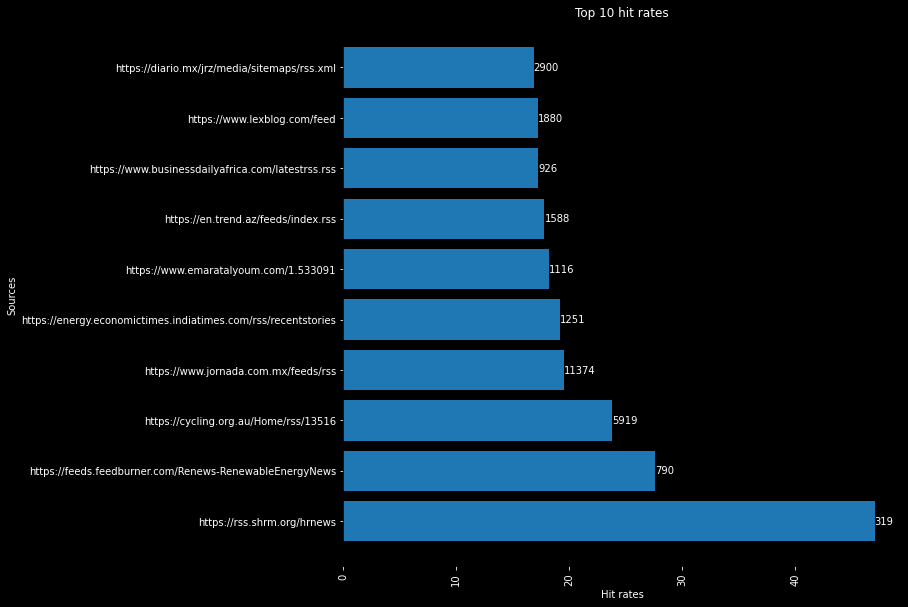 Top 10 hit rates
https://diario.mx/jrz/media/sitemaps/rss.xml 2900
https://www.lexblog.com/feed 1880
https://www.businessdailyafrica.com/latestrss.rss 926
https://en.trend.az/feeds/index.rss 1588
https://www.emaratalyoum.com/1.533091 1116
Sources
https://energy.economictimes.indiatimes.com/rss/recentstories 1251
https://www.jornada.com.mx/feeds/rss 11374
https://cycling.org.au/Home/rss/13516 5919
https://feeds.feedburner.com/Renews-RenewableEnergyNews 790
https://rss.shrm.org/hrnews 319
0 10 20 30 40
Hit rates